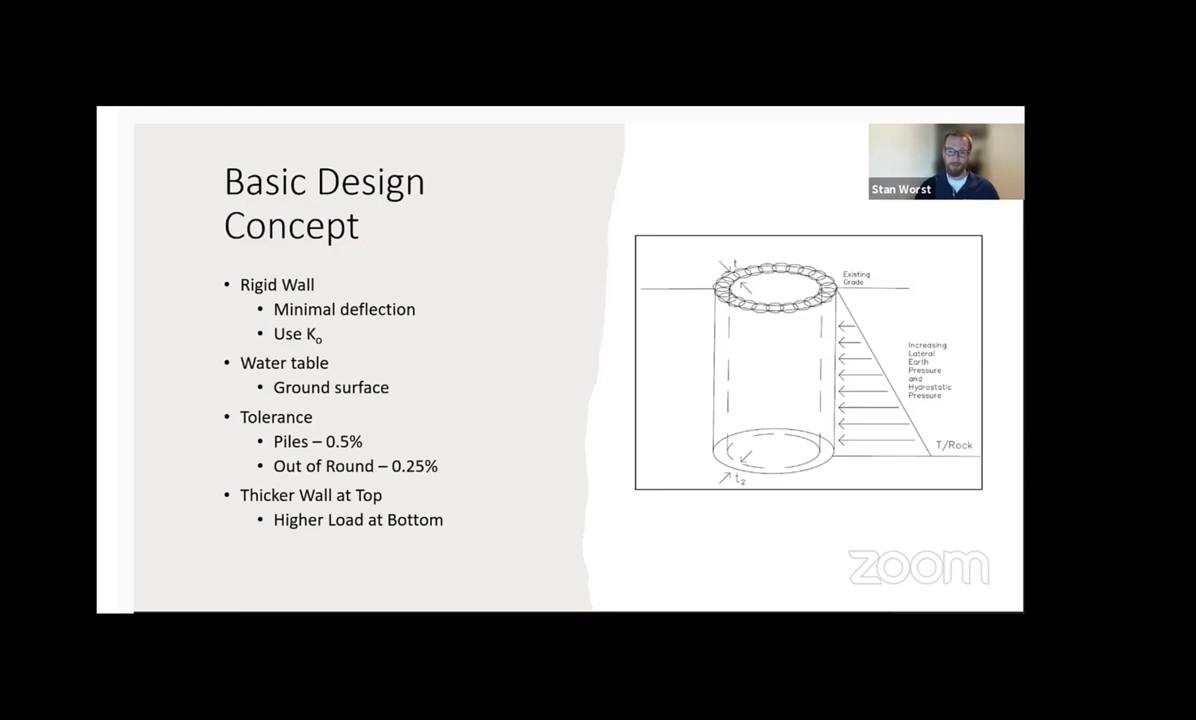 Basic Design
Concept
• Rigid Wall
• Minimal deflection
• Use Ko
• Water table
• Ground surface
• Tolerance
• Piles – 0.5%
• Out of Round – 0.25%
• Thicker Wall at Top
• Higher Load at Bottom
Stan Worst
t
Existing
Grade
Increasing
Lateral
Earth
Pressure
and
Hydrostatic
Pressure
T/Rock
t2
zoom